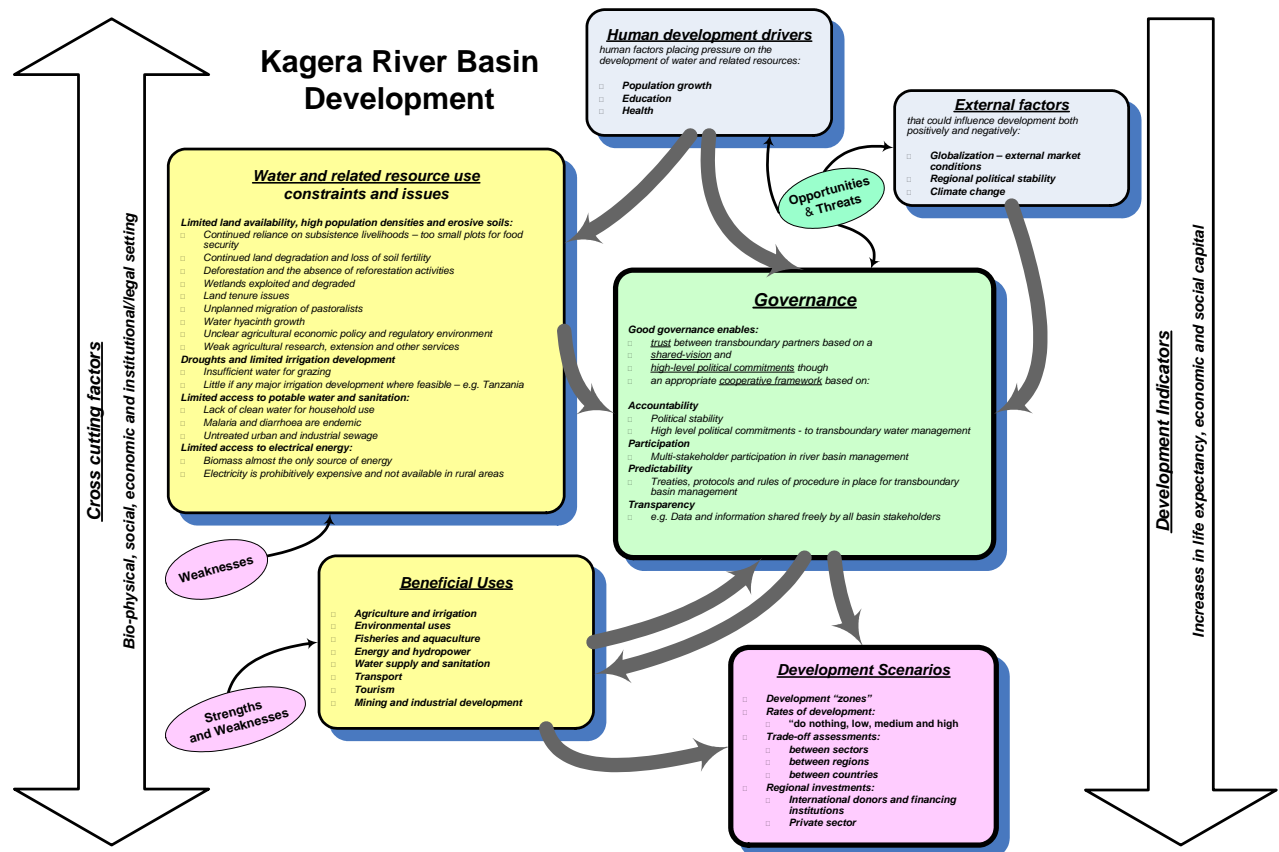 Kagera River Basin
Development
Human development drivers
human factors placing pressure on the
development of water and related resources:
Population growth
Education
Health
External factors
that could influence development both
positively and negatively:
Globalization – external market
conditions
Regional political stability
Climate change
Opportunities
& Threats
Water and related resource use
constraints and issues
Limited land availability, high population densities and erosive soils:
Continued reliance on subsistence livelihoods – too small plots for food
security
Continued land degradation and loss of soil fertility
Deforestation and the absence of reforestation activities
Wetlands exploited and degraded
Land tenure issues
Unplanned migration of pastoralists
Water hyacinth growth
Unclear agricultural economic policy and regulatory environment
Weak agricultural research, extension and other services
Droughts and limited irrigation development
Insufficient water for grazing
Little if any major irrigation development where feasible – e.g. Tanzania
Limited access to potable water and sanitation:
Lack of clean water for household use
Malaria and diarrhoea are endemic
Untreated urban and industrial sewage
Limited access to electrical energy:
Biomass almost the only source of energy
Electricity is prohibitively expensive and not available in rural areas
Governance
Good governance enables:
trust between transboundary partners based on a
shared-vision and
high-level political commitments though
an appropriate cooperative framework based on:
Accountability
Political stability
High level political commitments - to transboundary water management
Participation
Multi-stakeholder participation in river basin management
Predictability
Treaties, protocols and rules of procedure in place for transboundary
basin management
Transparency
e.g. Data and information shared freely by all basin stakeholders
Weaknesses
Beneficial Uses
Agriculture and irrigation
Environmental uses
Fisheries and aquaculture
Energy and hydropower
Water supply and sanitation
Transport
Tourism
Mining and industrial development
Strengths
and Weaknesses
Development Scenarios
Development “zones”
Rates of development:
“do nothing, low, medium and high
Trade-off assessments:
between sectors
between regions
between countries
Regional investments:
International donors and financing
institutions
Private sector
Cross cutting factors
Bio-physical, social, economic and institutional/legal setting
Development Indicators
Increases in life expectancy, economic and social capital